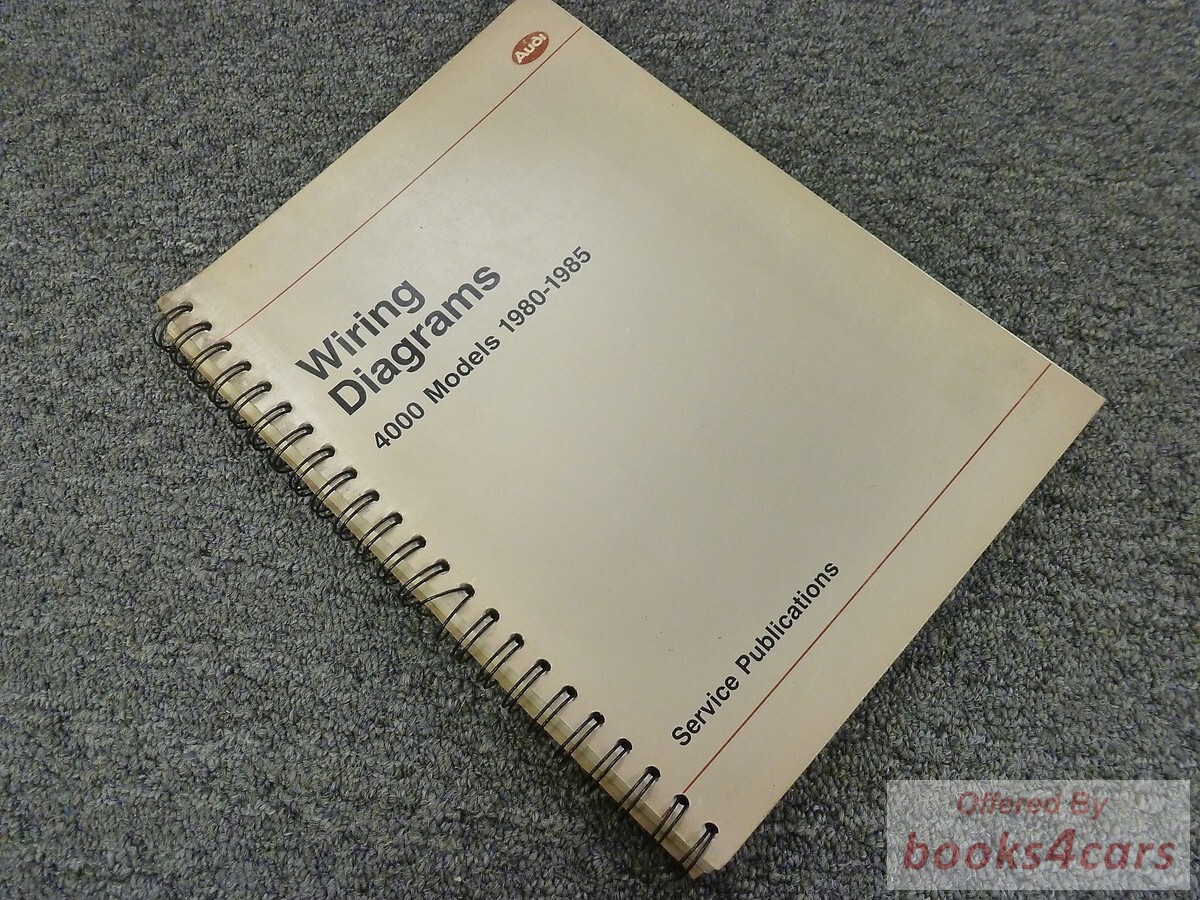 Audi
Wiring
Diagrams
4000 Models 1980-1985
Service Publications
Offered By
books4cars